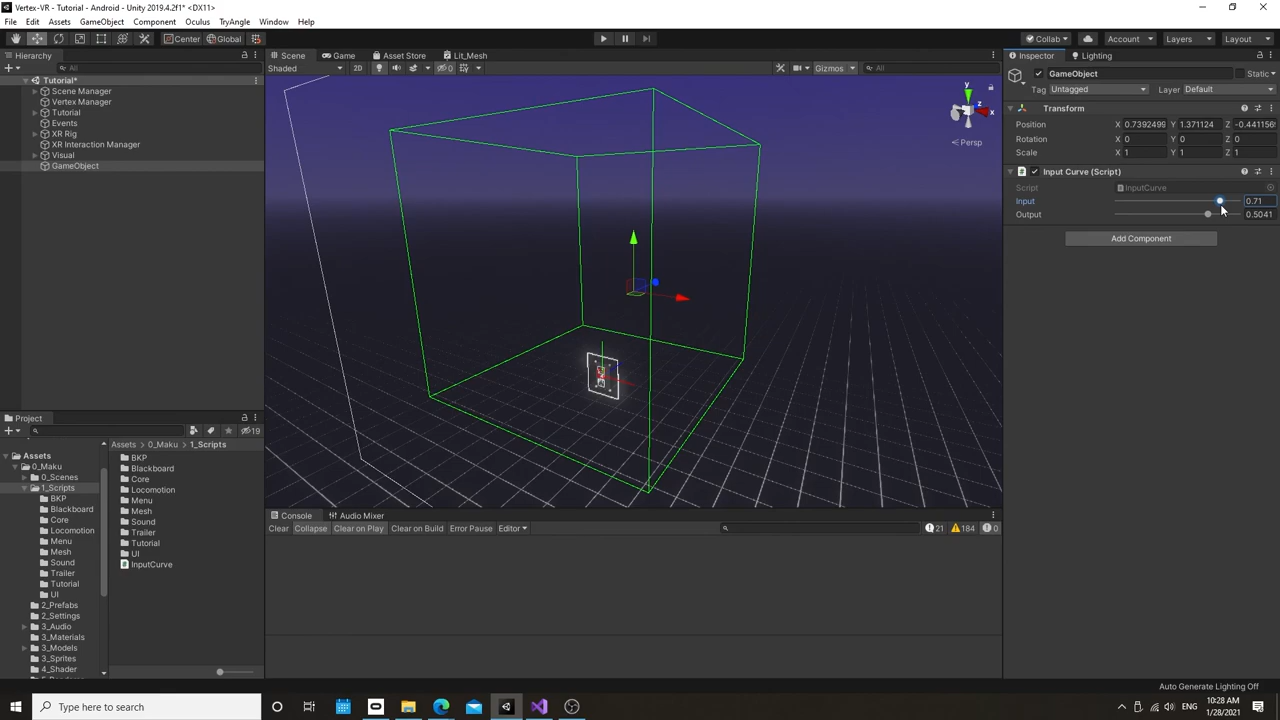 Vertex-VR - Tutorial - Android - Unity 2019.4.2f1* <DX11>
File Edit Assets GameObject Component Oculus TryAngle Window Help
Center Global Collab Account Layers Layout
Hierarchy
All
Tutorial*
Scene Manager
Vertex Manager
Tutorial
Events
XR Rig
XR Interaction Manager
Visual
GameObject
Scene Game Asset Store Lit_Mesh
Shaded 2D 0 Gizmos All
y
z
x
Persp
Inspector Lighting
GameObject Static
Tag Untagged Layer Default
Transform
Position X 0.7392499 Y 1.371124 Z -0.441156
Rotation X 0 Y 0 Z 0
Scale X 1 Y 1 Z 1
Input Curve (Script)
Script InputCurve
Input 0.71
Output 0.5041
Add Component
Project
19
Assets
0_Maku
0_Scenes
1_Scripts
BKP
Blackboard
Core
Locomotion
Menu
Mesh
Sound
Trailer
Tutorial
UI
2_Prefabs
2_Settings
3_Audio
3_Materials
3_Models
3_Sprites
4_Shader
Assets 0_Maku 1_Scripts
BKP
Blackboard
Core
Locomotion
Menu
Mesh
Sound
Trailer
Tutorial
UI
InputCurve
Console Audio Mixer
Clear Collapse Clear on Play Clear on Build Error Pause Editor 21 184 0
Auto Generate Lighting Off
Type here to search
ENG
10:28 AM
1/28/2021